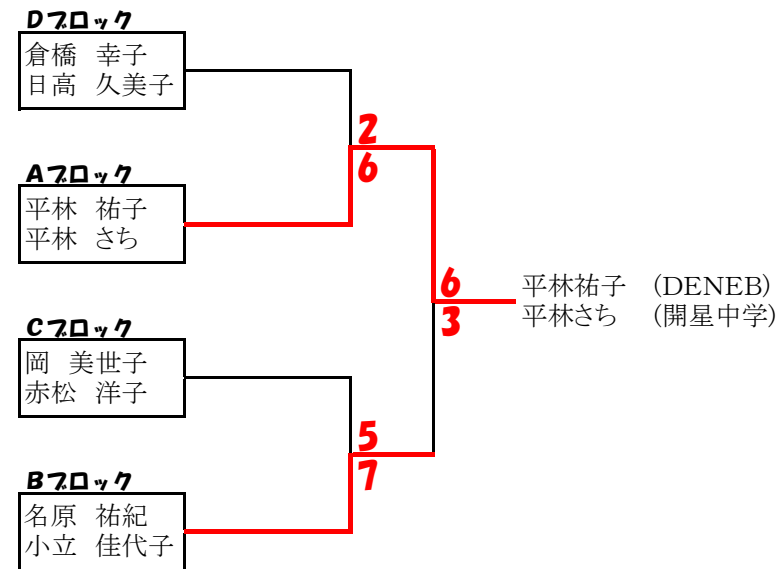 Dブロック
倉橋 幸子
日高 久美子
2
6
Aブロック
平林 祐子
平林 さち
6
3
平林祐子 (DENEB)
平林さち (開星中学)
Cブロック
岡 美世子
赤松 洋子
5
7
Bブロック
名原 祐紀
小立 佳代子